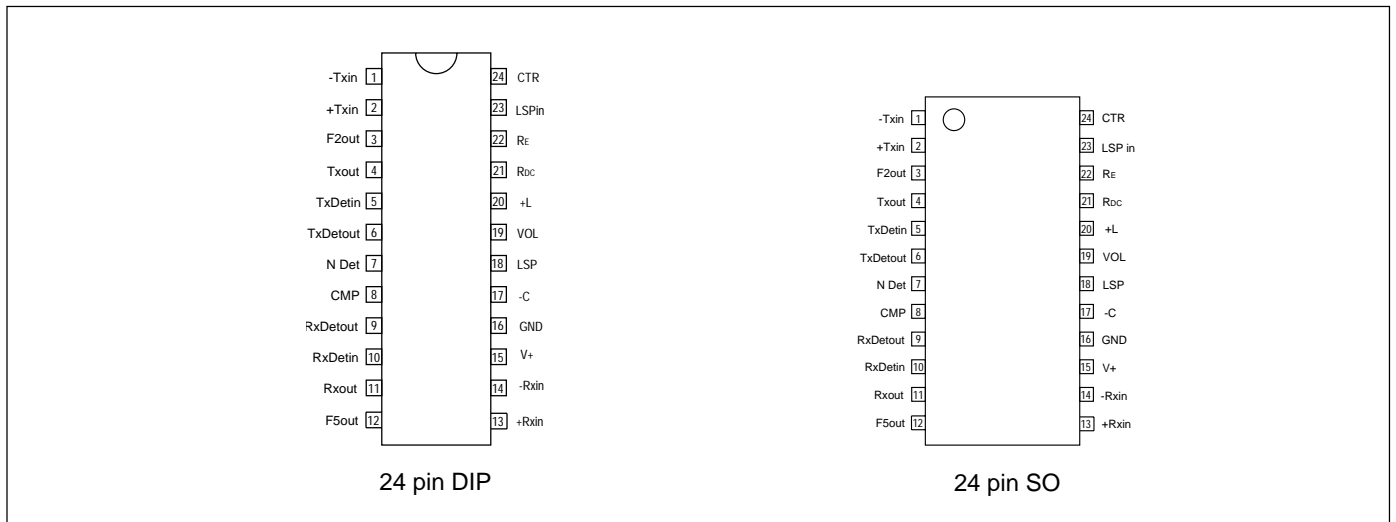 -Txin 1 24 CTR
+Txin 2 23 LSPin
F2out 3 22 RE
Txout 4 21 RDC
TxDetin 5 20 +L
TxDetout 6 19 VOL
N Det 7 18 LSP
CMP 8 17 -C
RxDetout 9 16 GND
RxDetin 10 15 V+
Rxout 11 14 -Rxin
F5out 12 13 +Rxin
24 pin DIP
-Txin 1 24 CTR
+Txin 2 23 LSP in
F2out 3 22 RE
Txout 4 21 RDC
TxDetin 5 20 +L
TxDetout 6 19 VOL
N Det 7 18 LSP
CMP 8 17 -C
RxDetout 9 16 GND
RxDetin 10 15 V+
Rxout 11 14 -Rxin
F5out 12 13 +Rxin
24 pin SO